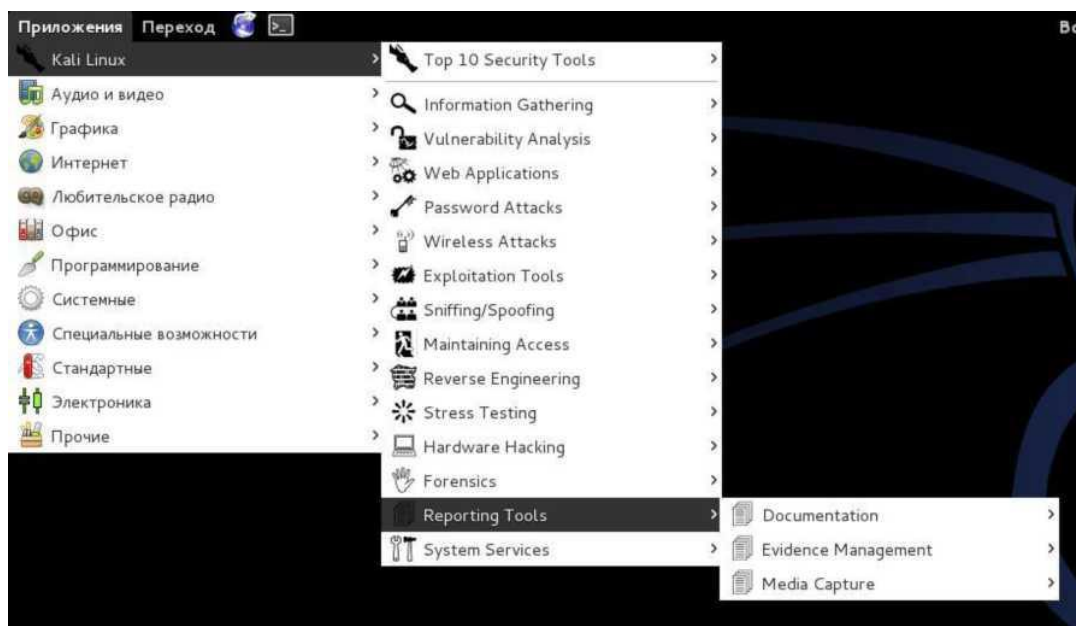 Приложения Переход
Kali Linux
Аудио и видео
Графика
Интернет
Любительское радио
Офис
Программирование
Системные
Специальные возможности
Стандартные
Электроника
Прочие
Top 10 Security Tools
Information Gathering
Vulnerability Analysis
Web Applications
Password Attacks
Wireless Attacks
Exploitation Tools
Sniffing/Spoofing
Maintaining Access
Reverse Engineering
Stress Testing
Hardware Hacking
Forensics
Reporting Tools
System Services
Documentation
Evidence Management
Media Capture